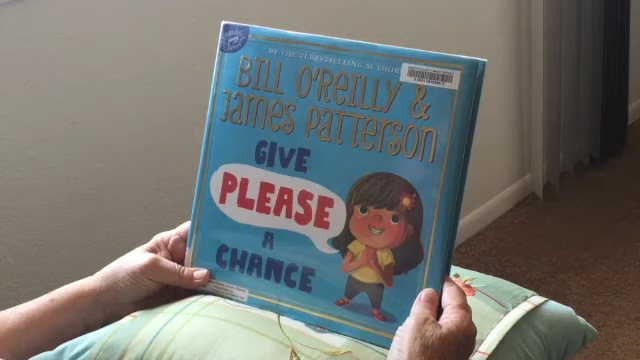 BY THE #1 BESTSELLING AUTHORS
BILL O'REILLY &
James Patterson
GIVE
PLEASE
A
CHANCE